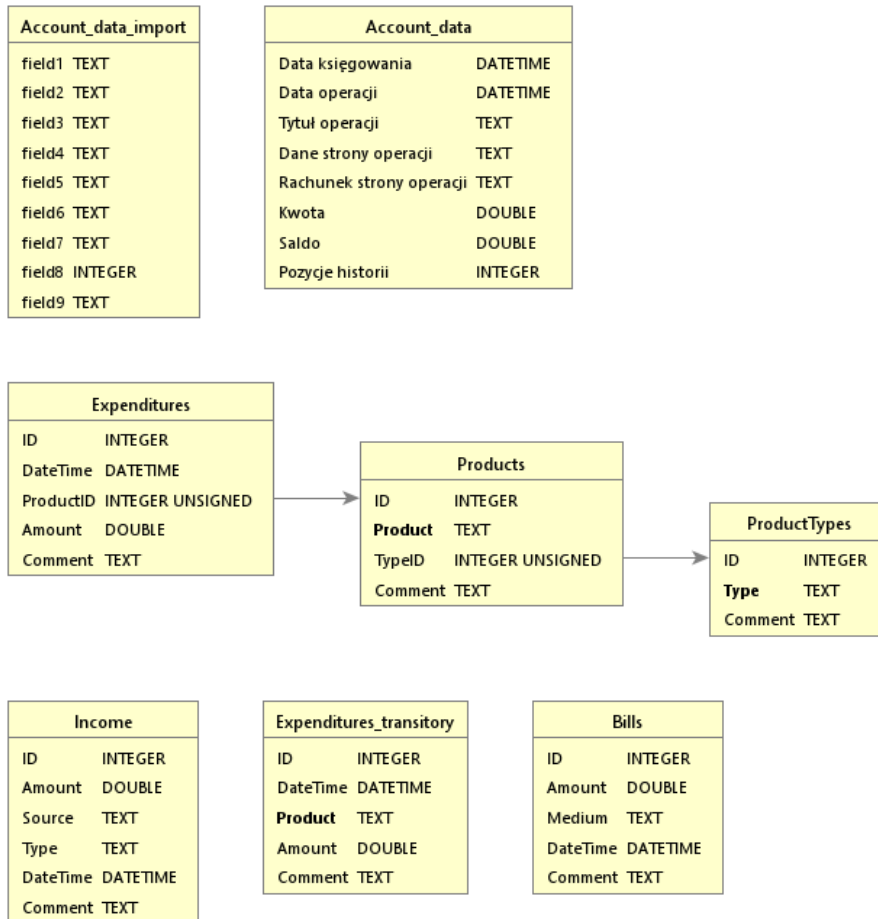 Account_data_import
field1 TEXT
field2 TEXT
field3 TEXT
field4 TEXT
field5 TEXT
field6 TEXT
field7 TEXT
field8 INTEGER
field9 TEXT
Account_data
Data księgowania DATETIME
Data operacji DATETIME
Tytuł operacji TEXT
Dane strony operacji TEXT
Rachunek strony operacji TEXT
Kwota DOUBLE
Saldo DOUBLE
Pozycje historii INTEGER
Expenditures
ID INTEGER
DateTime DATETIME
ProductID INTEGER UNSIGNED
Amount DOUBLE
Comment TEXT
Products
ID INTEGER
Product TEXT
TypeID INTEGER UNSIGNED
Comment TEXT
ProductTypes
ID INTEGER
Type TEXT
Comment TEXT
Income
ID INTEGER
Amount DOUBLE
Source TEXT
Type TEXT
DateTime DATETIME
Comment TEXT
Expenditures_transitory
ID INTEGER
DateTime DATETIME
Product TEXT
Amount DOUBLE
Comment TEXT
Bills
ID INTEGER
Amount DOUBLE
Medium TEXT
DateTime DATETIME
Comment TEXT